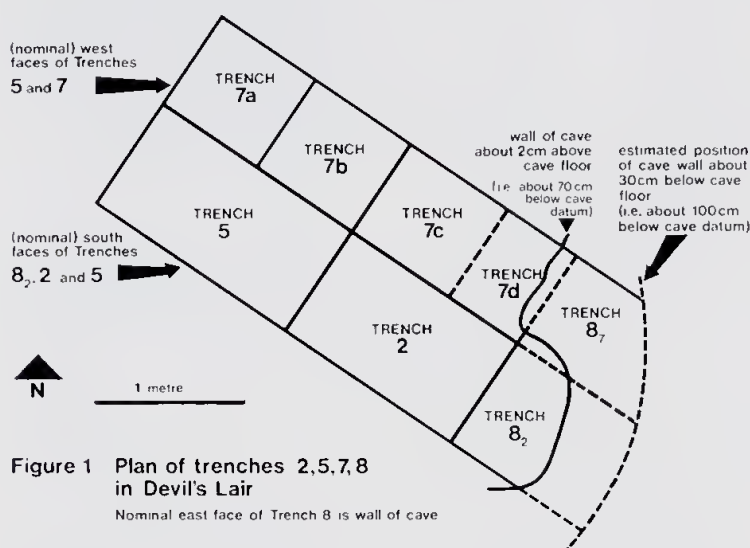 (nominal) west
faces of Trenches
5 and 7
TRENCH
7a
TRENCH
7b
TRENCH
5
TRENCH
7c
TRENCH
7d
TRENCH
2
TRENCH
8₇
TRENCH
8₂
wall of cave
about 2cm above
cave floor
(i.e. about 70cm
below cave
datum)
estimated position
of cave wall about
30cm below cave
floor
(i.e. about 100cm
below cave datum)
(nominal) south
faces of Trenches
8₂, 2 and 5
N
1 metre
Figure 1 Plan of trenches 2,5,7,8
in Devil's Lair
Nominal east face of Trench 8 is wall of cave